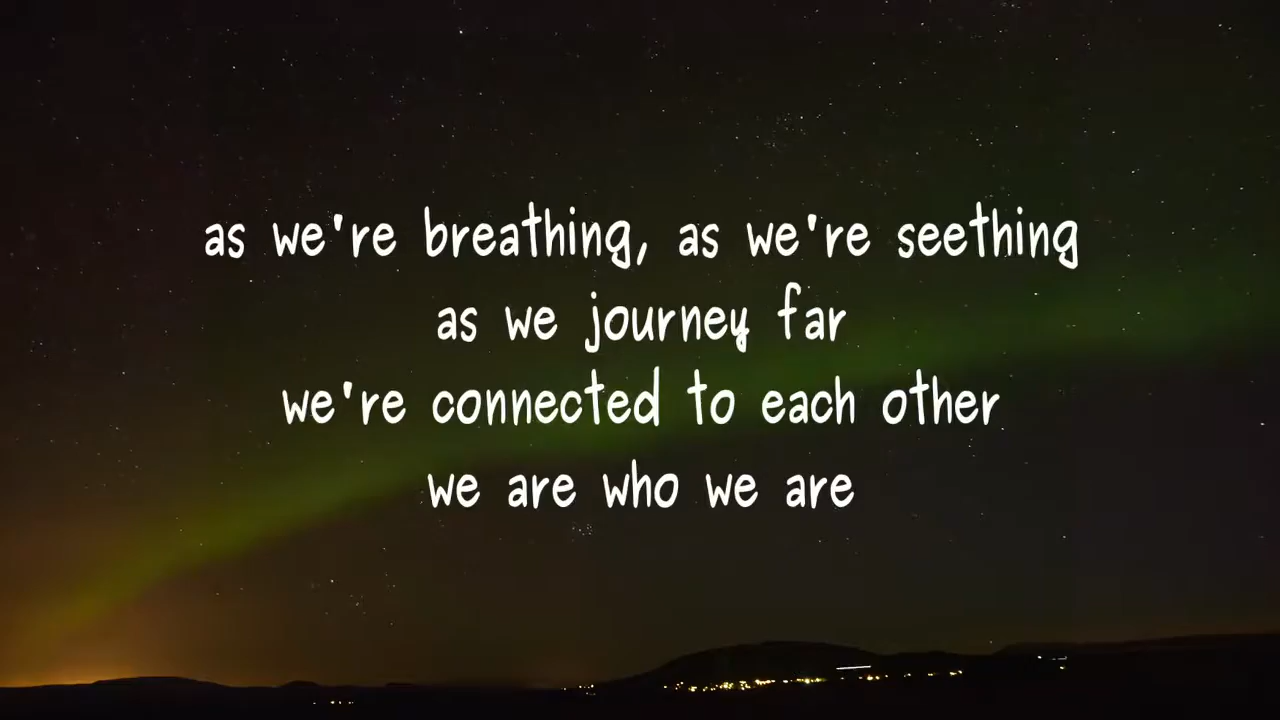 as we're breathing, as we're seething
as we journey far
we're connected to each other
we are who we are